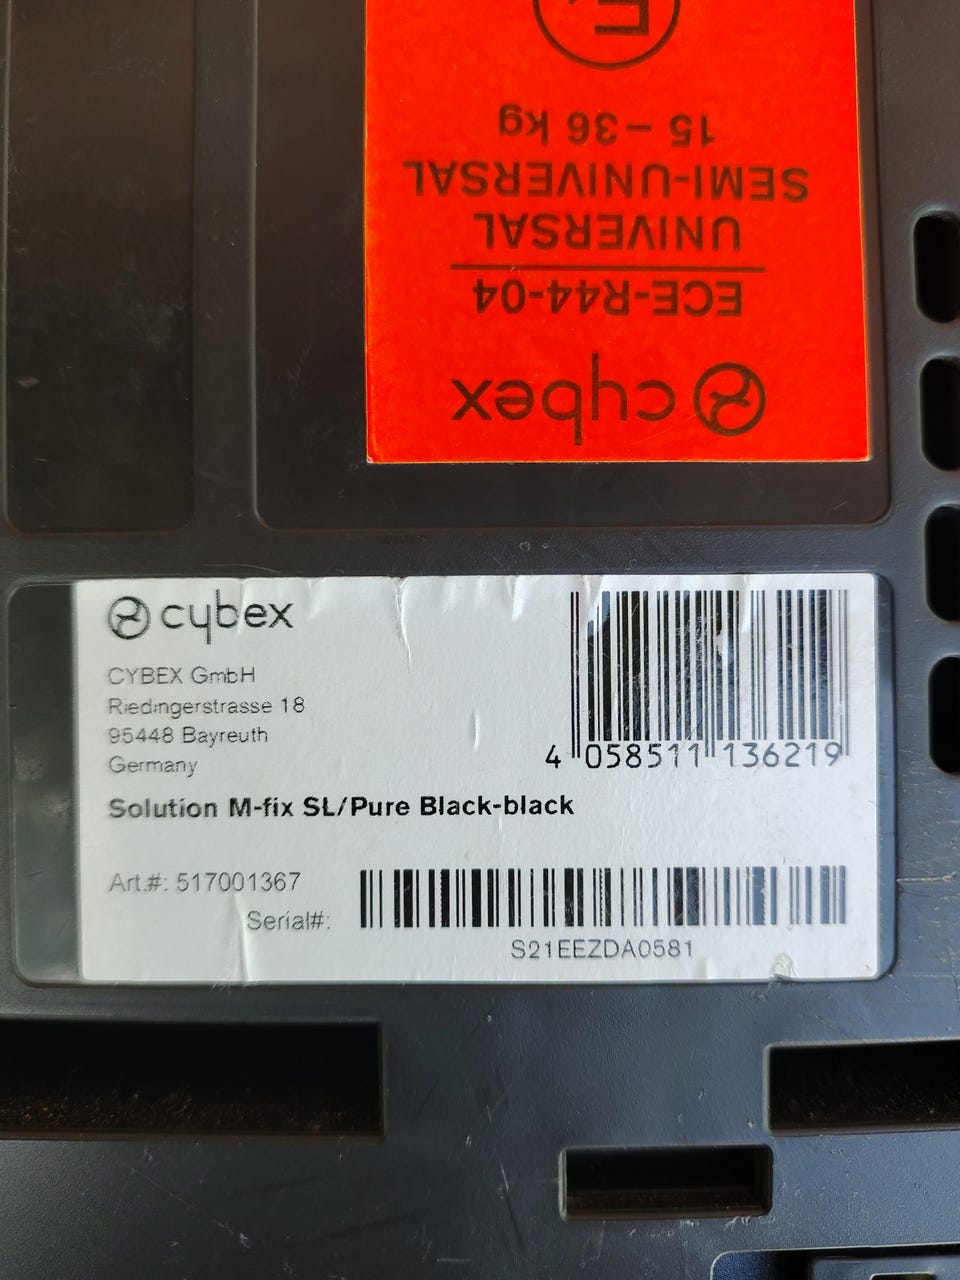 cybex
ECE-R44-04
UNIVERSAL
SEMI-UNIVERSAL
15 – 36 kg
E
cybex
CYBEX GmbH
Riedingerstrasse 18
95448 Bayreuth
Germany
4 058511 136219
Solution M-fix SL/Pure Black-black
Art.#: 517001367
Serial#:
S21EEZDA0581